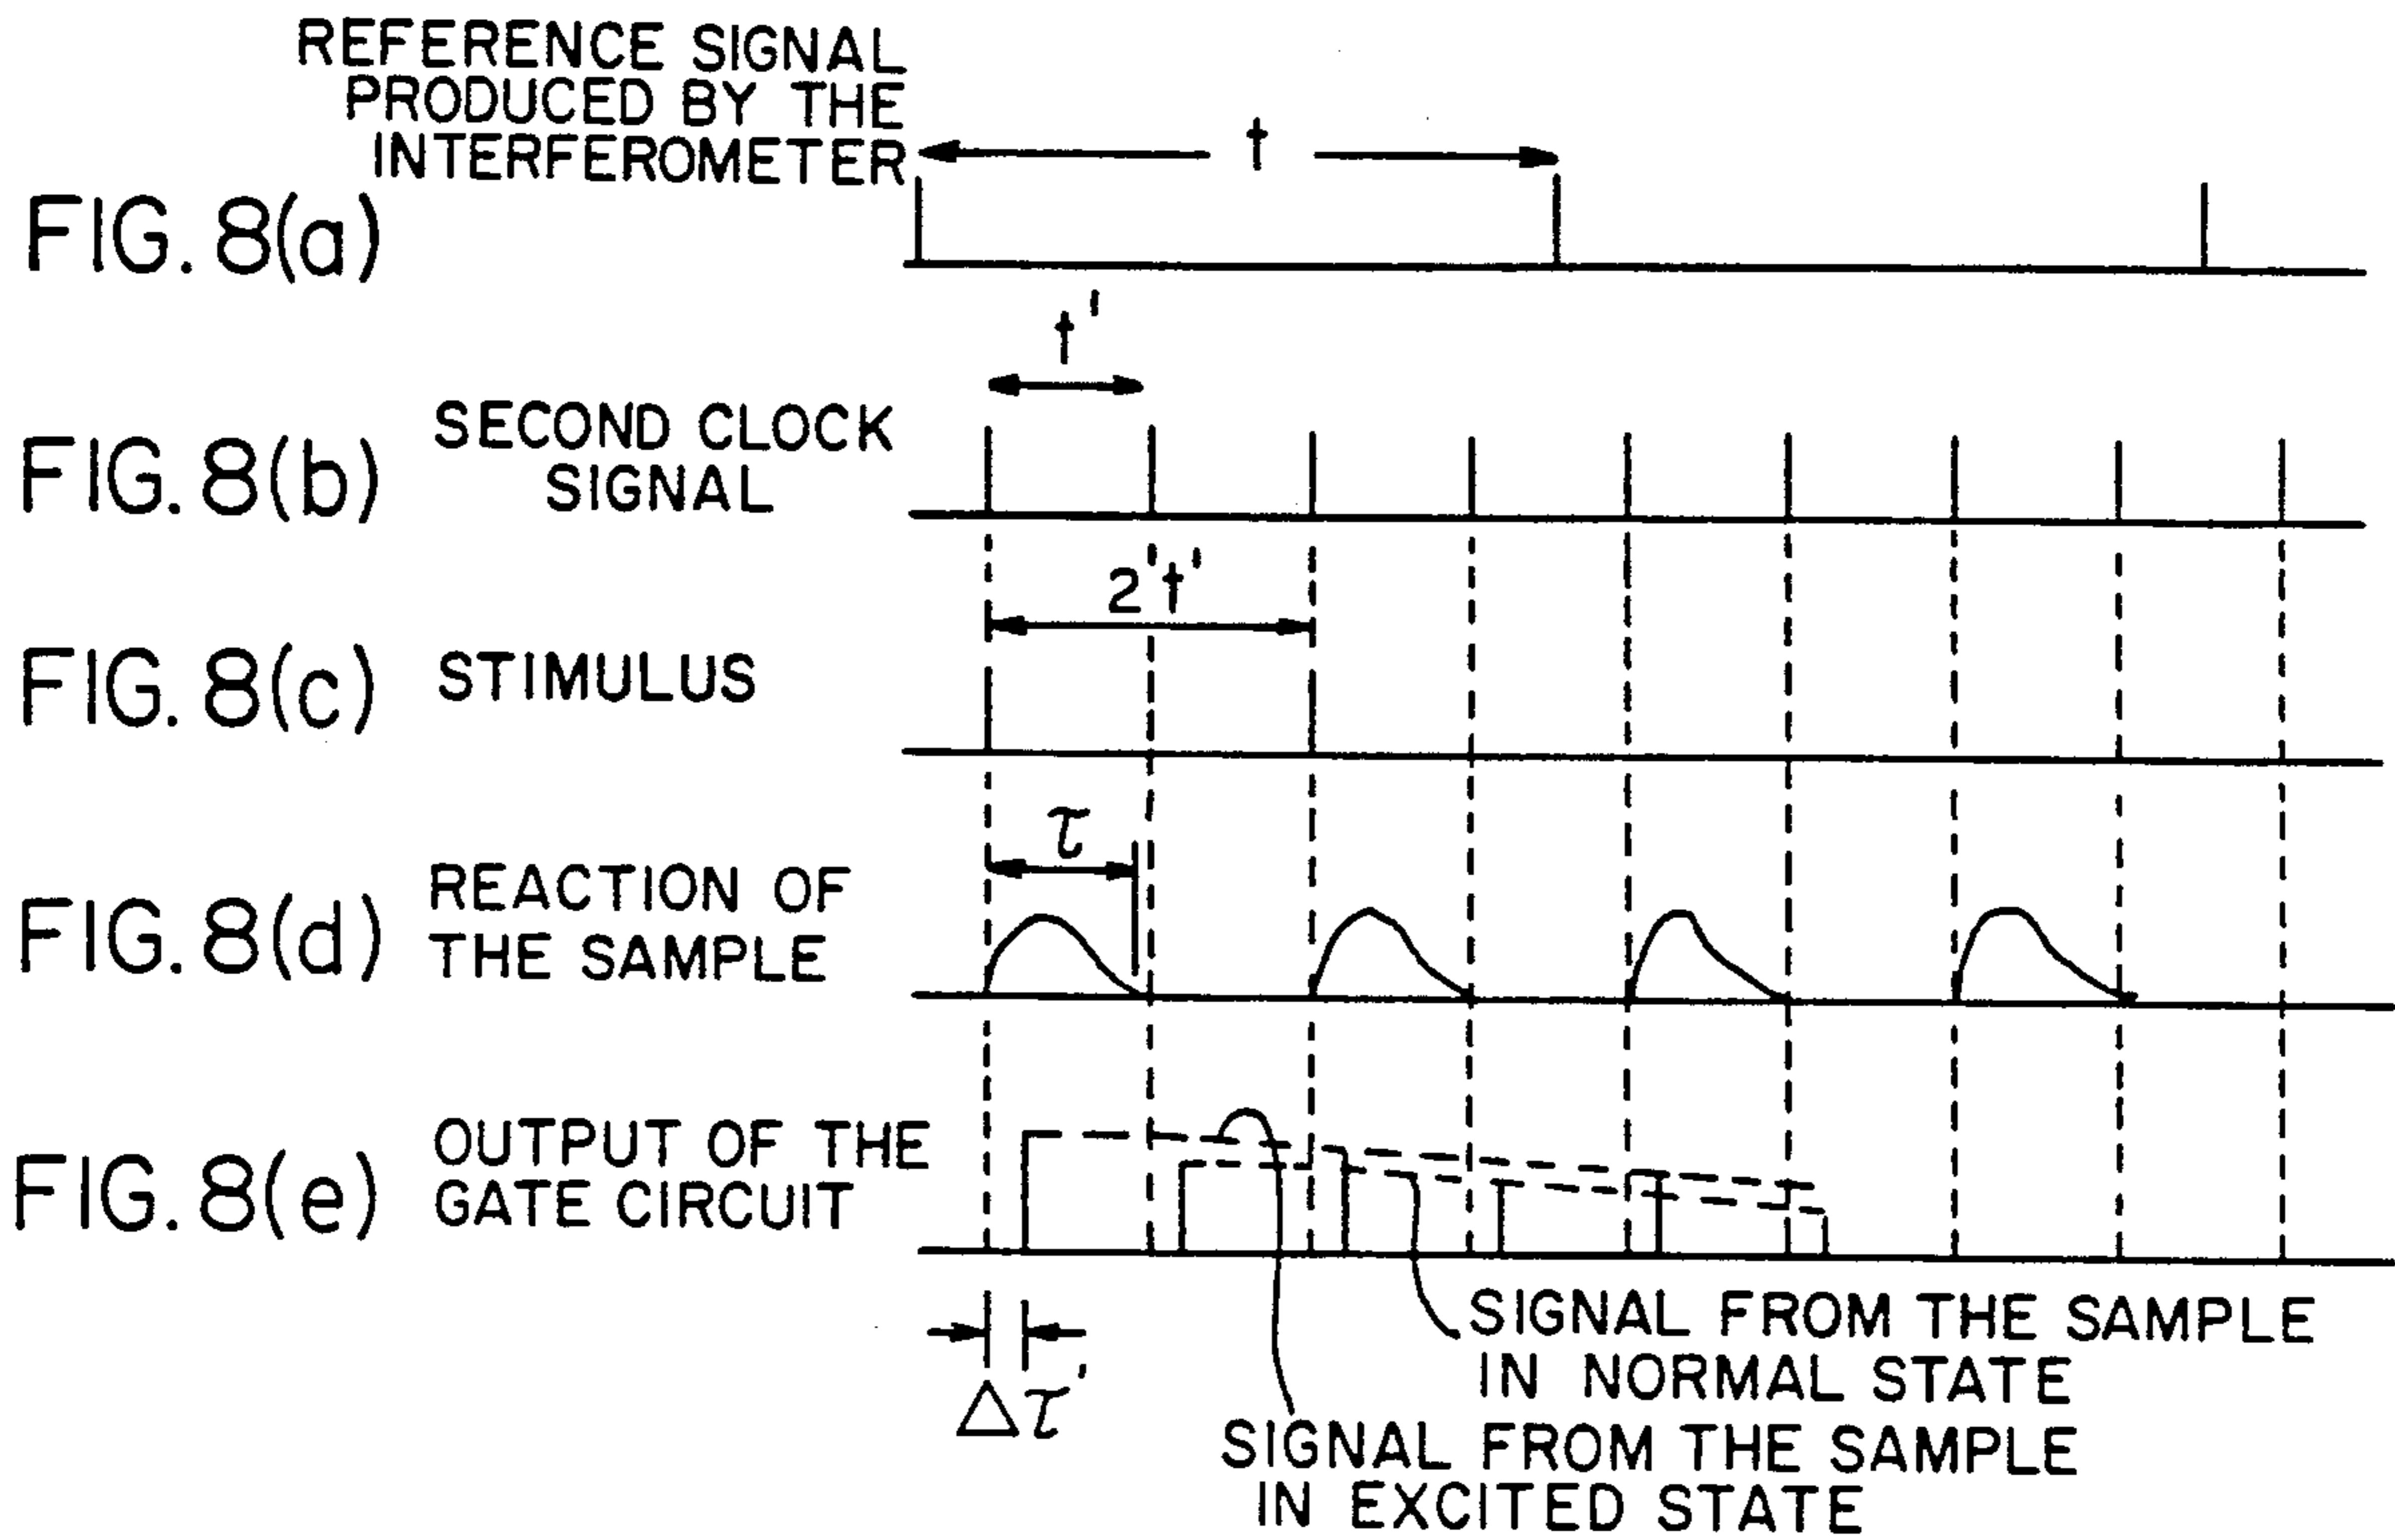 REFERENCE SIGNAL
PRODUCED BY THE
INTERFEROMETER
t
FIG. 8(a)
t'
SECOND CLOCK
SIGNAL
FIG. 8(b)
2't'
FIG. 8(c) STIMULUS
τ
REACTION OF
THE SAMPLE
FIG. 8(d)
OUTPUT OF THE
GATE CIRCUIT
FIG. 8(e)
SIGNAL FROM THE SAMPLE
IN NORMAL STATE
Δτ'
SIGNAL FROM THE SAMPLE
IN EXCITED STATE